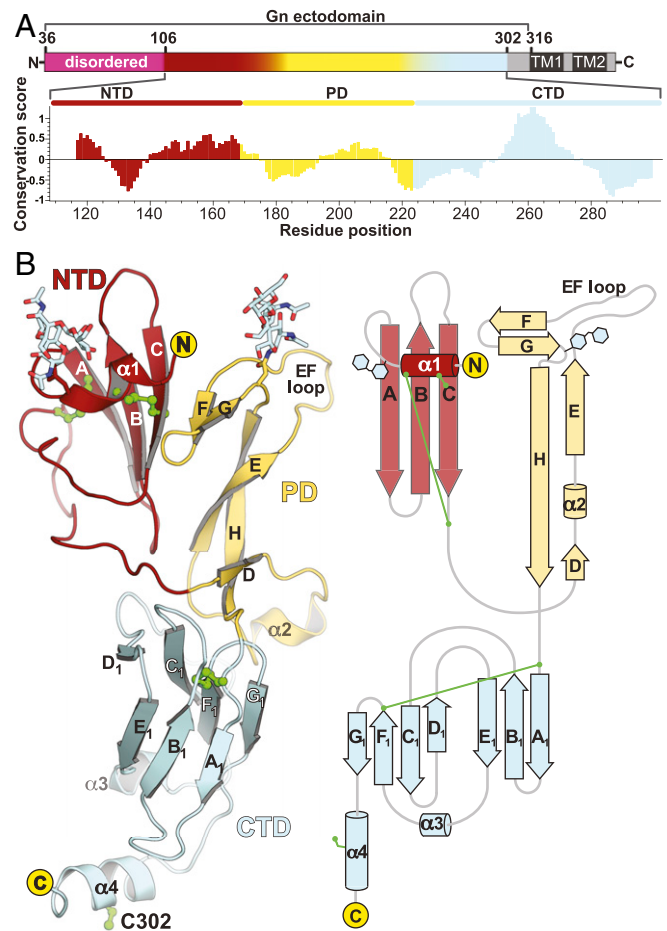 A
Gn ectodomain
36 106 302 316
N disordered TM1 TM2 C
NTD PD CTD
Conservation score
1
0.5
0
-0.5
-1
120 140 160 180 200 220 240 260 280
Residue position
B
NTD
N
C
α1
A
B
EF loop
F G
E
PD
H
D
α2
D1
C1
F1
G1
E1
B1
A1
α3
CTD
C
α4
C302
EF loop
F
G
α1 N
A B C
E
H
α2
D
G1 F1 C1 D1 E1 B1 A1
α3
α4
C